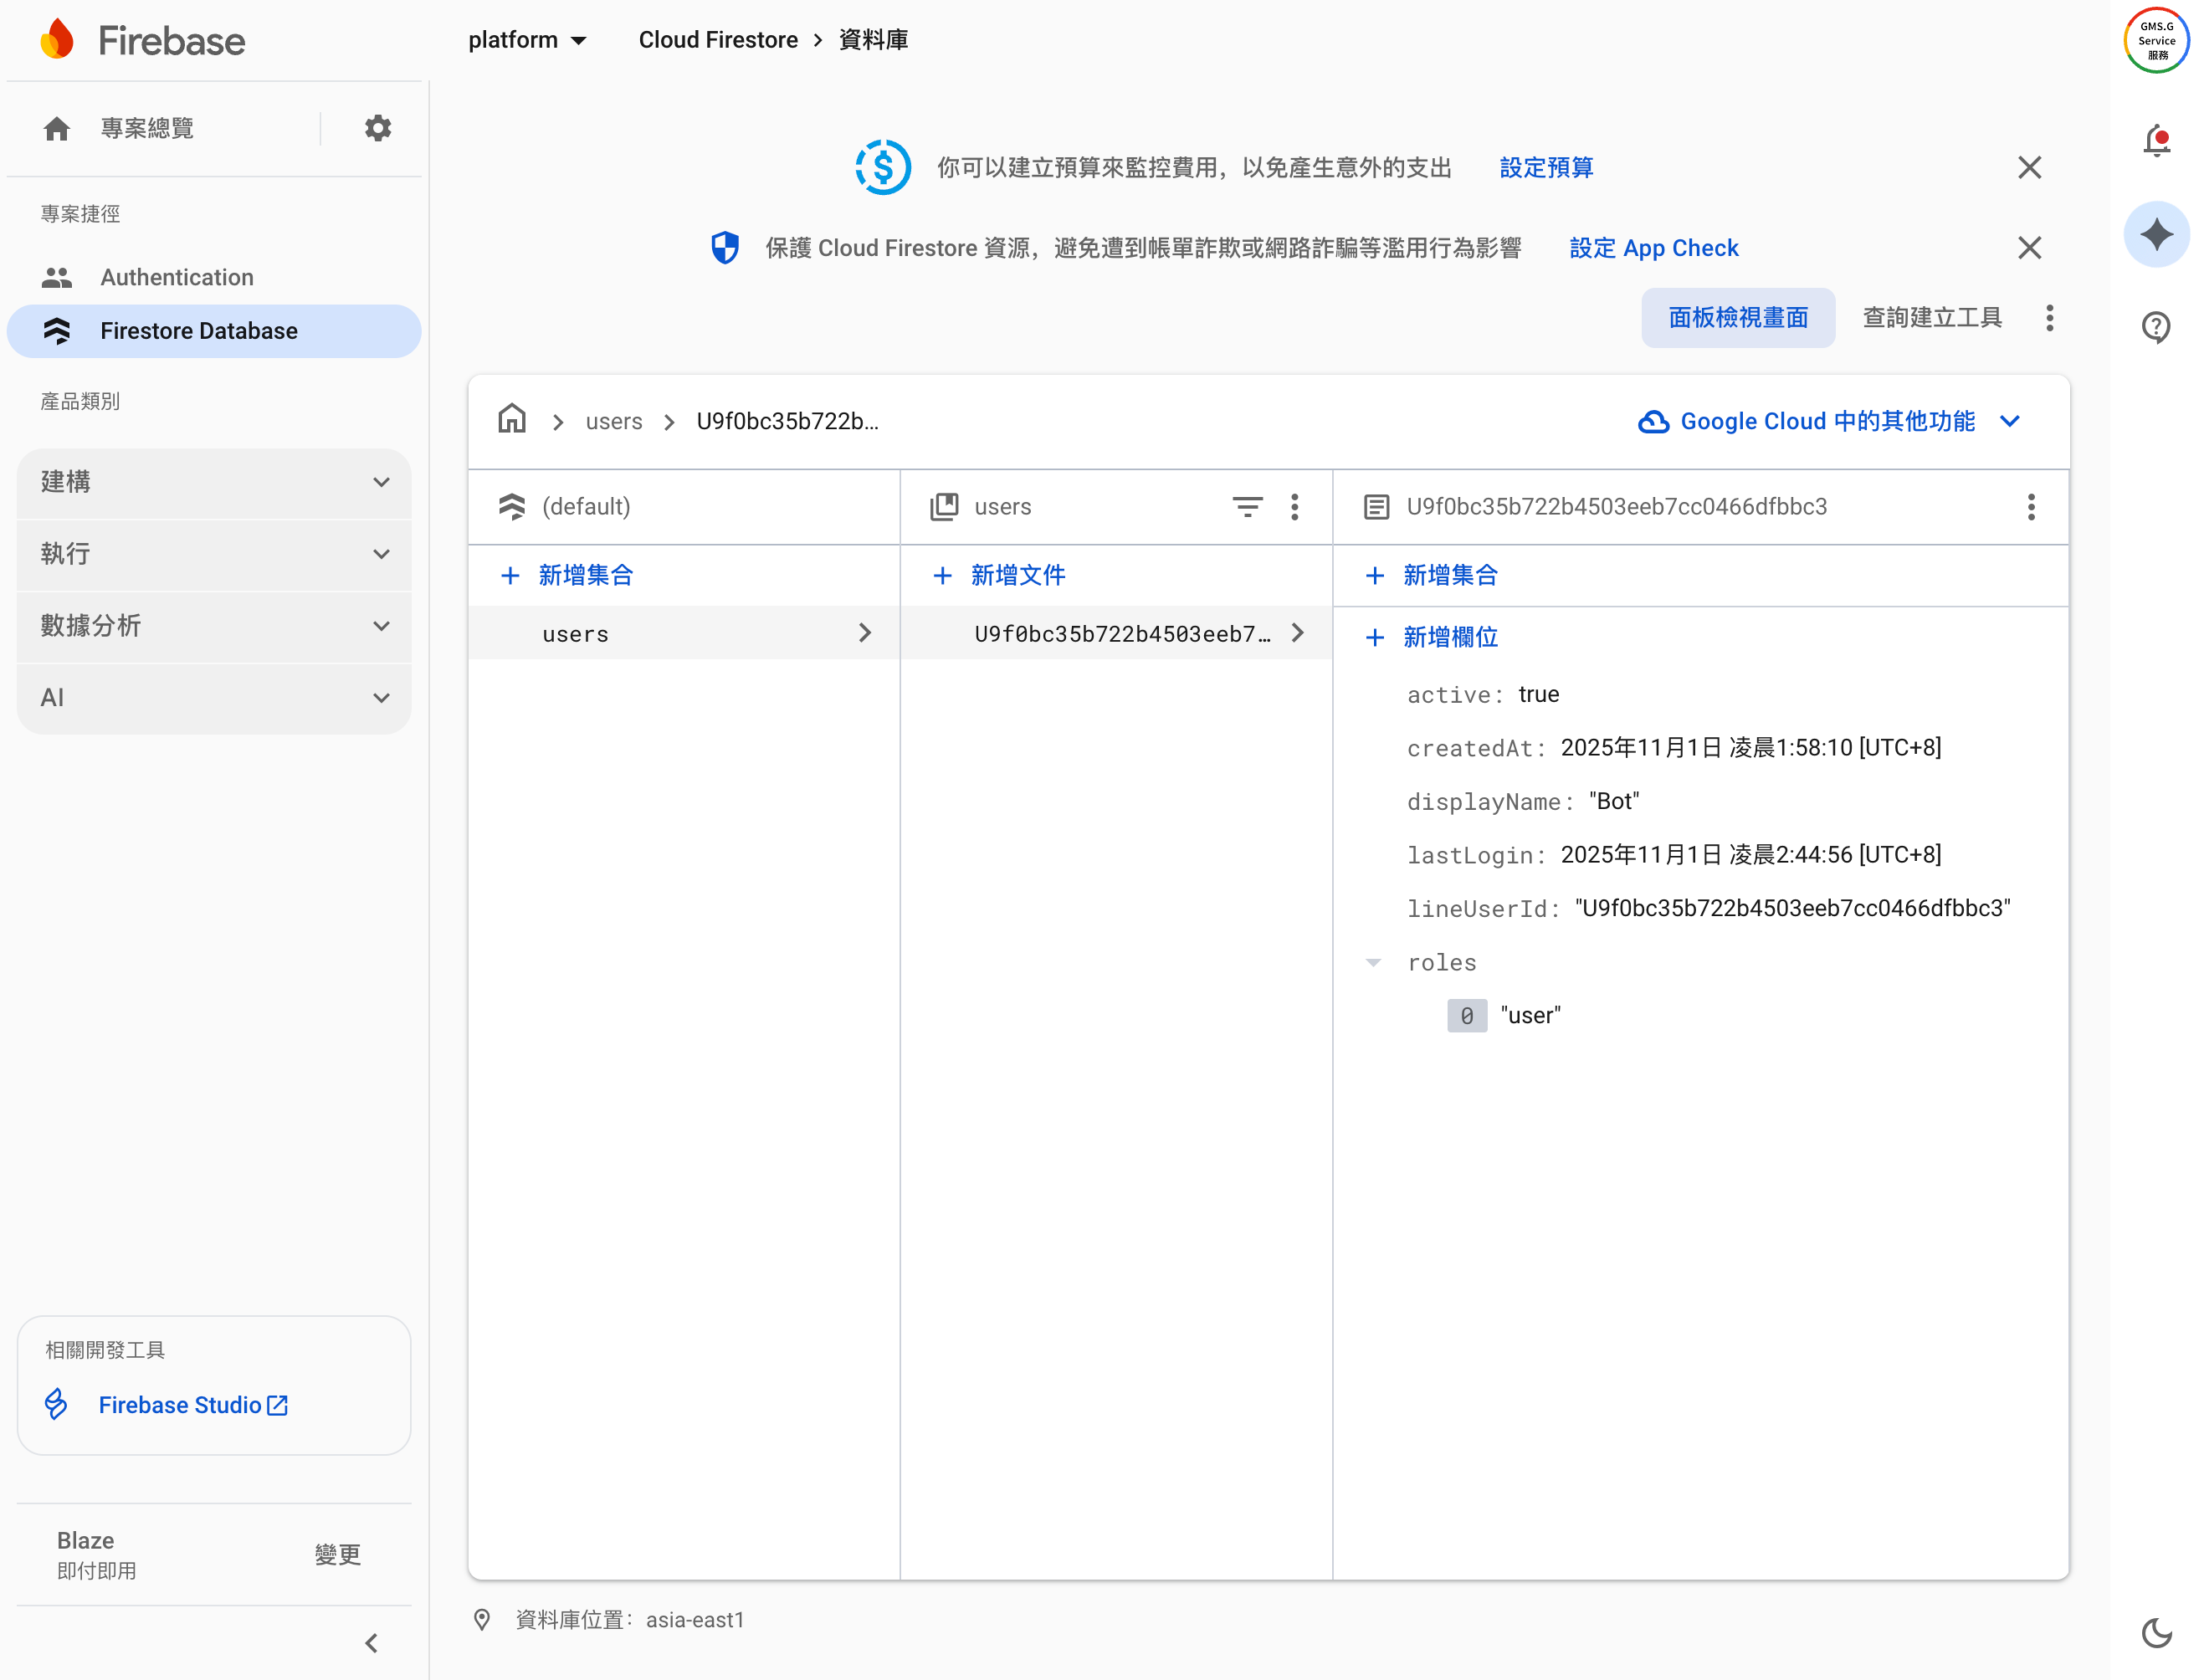 Firebase
platform
Cloud Firestore
資料庫
GMS.G
Service
服務
專案總覽
專案捷徑
Authentication
Firestore Database
產品類別
建構
執行
數據分析
AI
相關開發工具
Firebase Studio
Blaze
即付即用
變更
你可以建立預算來監控費用，以免產生意外的支出 設定預算
保護 Cloud Firestore 資源，避免遭到帳單詐欺或網路詐騙等濫用行為影響 設定 App Check
面板檢視畫面 查詢建立工具
users U9f0bc35b722b...
Google Cloud 中的其他功能
(default)
新增集合
users
users
新增文件
U9f0bc35b722b4503eeb7...
U9f0bc35b722b4503eeb7cc0466dfbbc3
新增集合
新增欄位
active: true
createdAt: 2025年11月1日 凌晨1:58:10 [UTC+8]
displayName: "Bot"
lastLogin: 2025年11月1日 凌晨2:44:56 [UTC+8]
lineUserId: "U9f0bc35b722b4503eeb7cc0466dfbbc3"
roles
0 "user"
資料庫位置：asia-east1